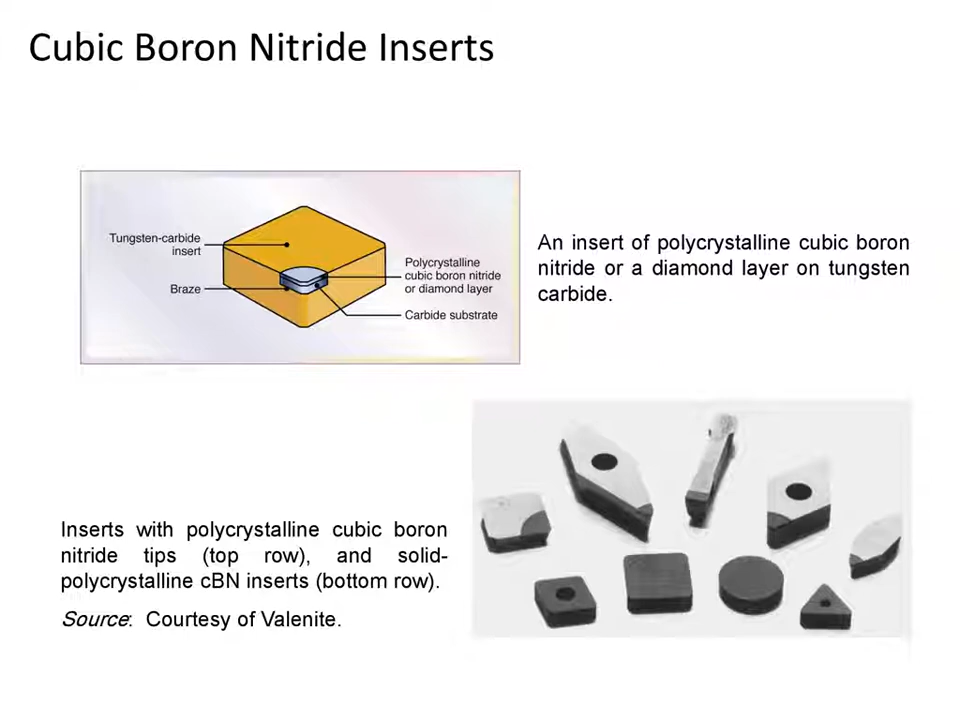 Cubic Boron Nitride Inserts
Tungsten-carbide
insert
Braze
Polycrystalline
cubic boron nitride
or diamond layer
Carbide substrate
An insert of polycrystalline cubic boron
nitride or a diamond layer on tungsten
carbide.
Inserts with polycrystalline cubic boron
nitride tips (top row), and solid-
polycrystalline cBN inserts (bottom row).
Source: Courtesy of Valenite.